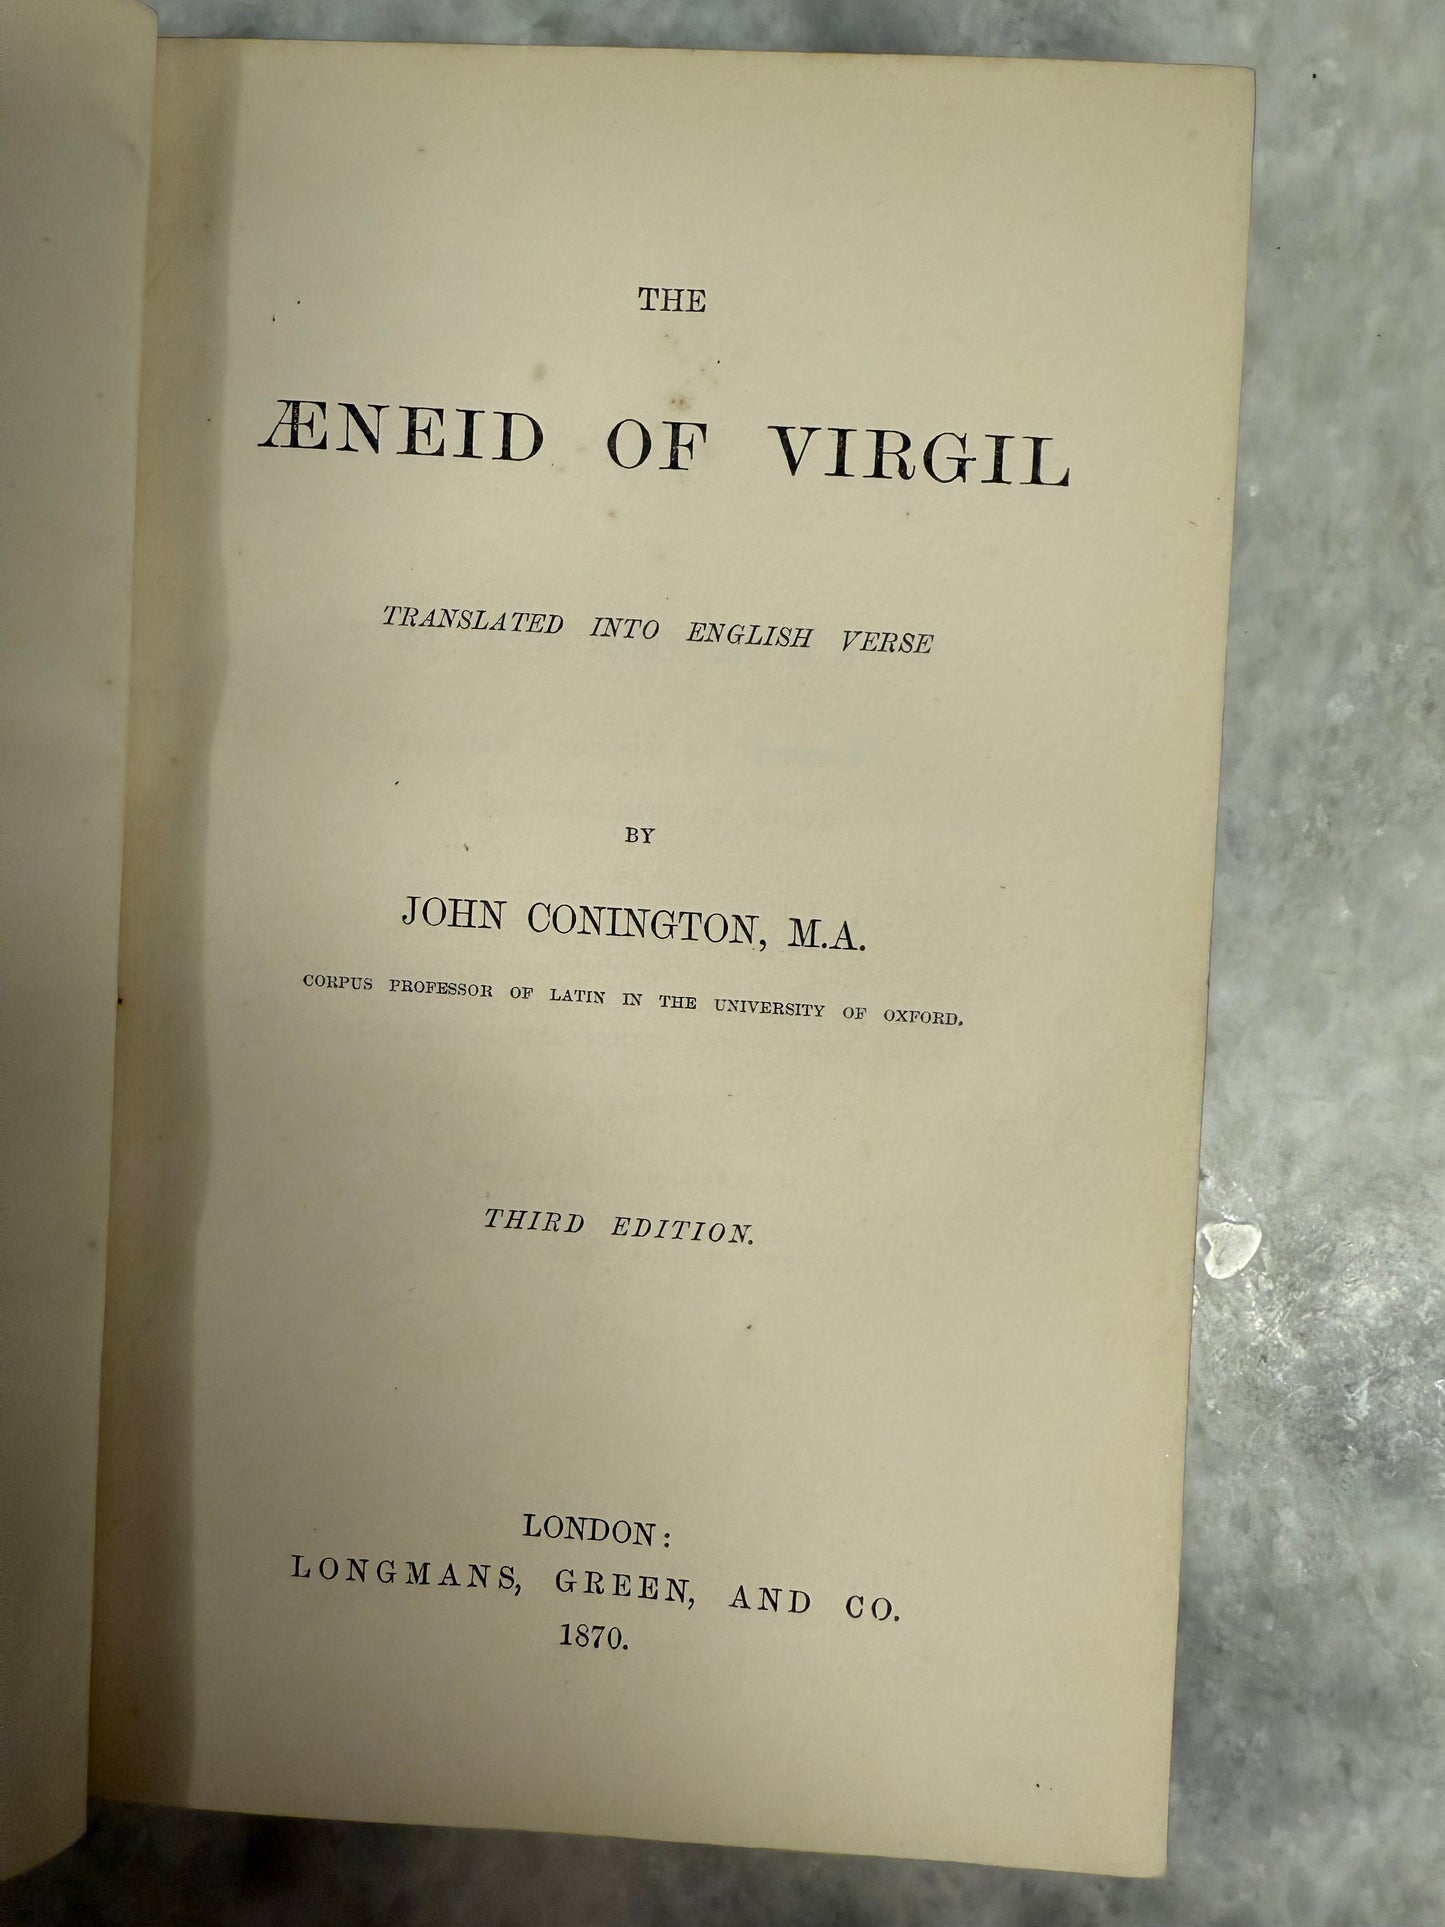 THE
ÆNEID OF VIRGIL
TRANSLATED INTO ENGLISH VERSE
BY
JOHN CONINGTON, M.A.
CORPUS PROFESSOR OF LATIN IN THE UNIVERSITY OF OXFORD.
THIRD EDITION.
LONDON:
LONGMANS, GREEN, AND CO.
1870.